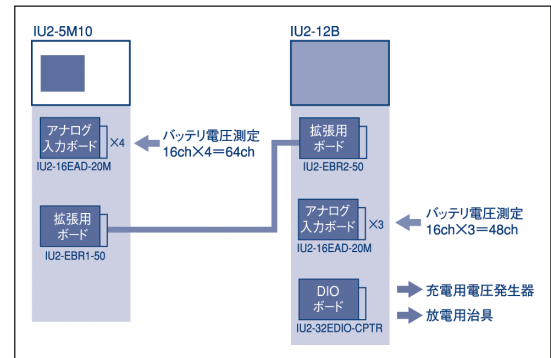 IU2-5M10
アナログ
入力ボード
×4
IU2-16EAD-20M
バッテリ電圧測定
16ch×4=64ch
拡張用
ボード
IU2-EBR1-50
IU2-12B
拡張用
ボード
IU2-EBR2-50
アナログ
入力ボード
×3
IU2-16EAD-20M
バッテリ電圧測定
16ch×3=48ch
DIO
ボード
IU2-32EDIO-CPTR
充電用電圧発生器
放電用治具